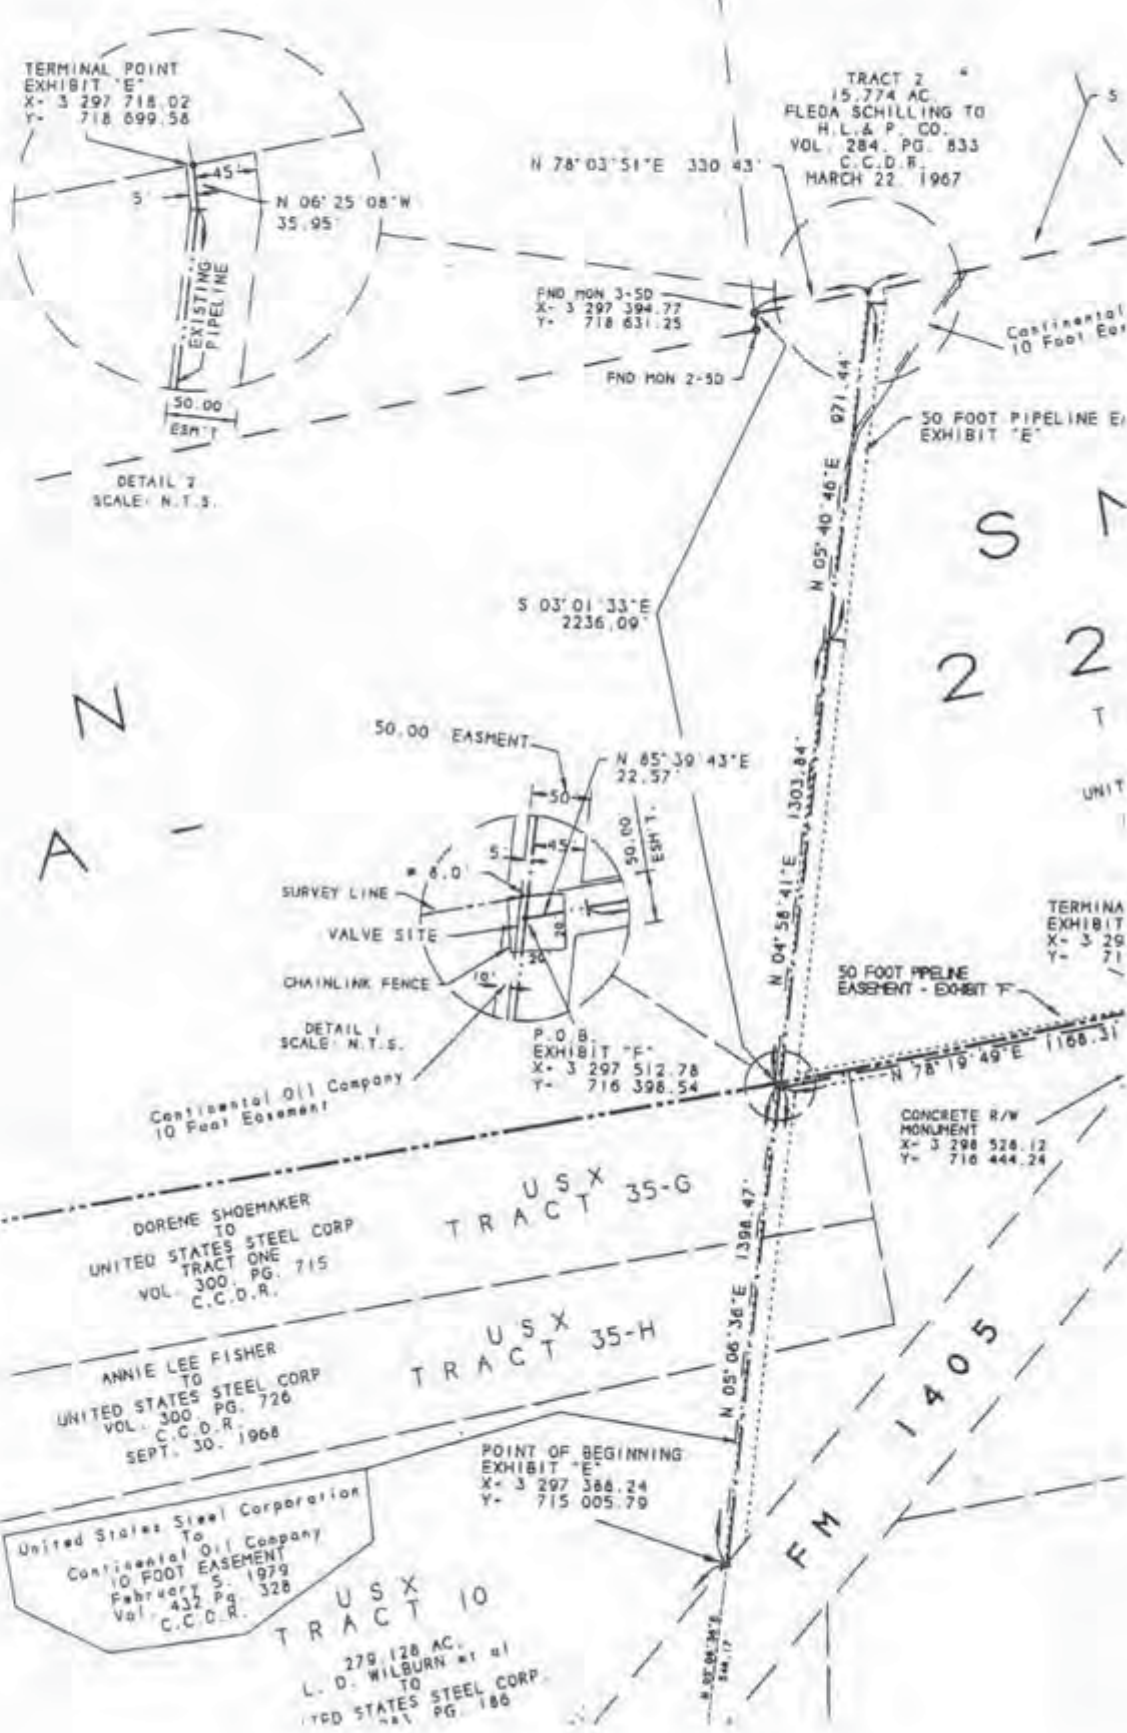 TERMINAL POINT
EXHIBIT "E"
X- 3 297 718.02
Y- 718 699.58
45'
5'
N 06° 25' 08" W
35.95'
EXISTING
PIPELINE
50.00
ESM'T
DETAIL 2
SCALE: N.T.S.
TRACT 2
15.774 AC.
FLEDA SCHILLING TO
H.L.& P. CO.
VOL. 284, PG. 833
C.C.D.R.
MARCH 22, 1967
S
N 78° 03' 51" E 330.43'
FND MON 3-5D
X- 3 297 394.77
Y- 718 631.25
FND MON 2-5D
Continental
10 Foot
971.44'
N 05° 40' 46" E
50 FOOT PIPELINE
EXHIBIT "E"
S
2 2
T
UNIT
S 03° 01' 33" E
2236.09'
N
A -
50.00' EASMENT
N 85° 39' 43" E
22.57'
50
5'
45'
50.00
ESM'T.
8.0'
SURVEY LINE
VALVE SITE
20'
20'
CHAINLINK FENCE
10'
DETAIL 1
SCALE: N.T.S.
Continental Oil Company
10 Foot Easement
P.O.B.
EXHIBIT "F"
X- 3 297 512.78
Y- 716 398.54
N 04° 58' 41" E 1303.84'
TERMINA
EXHIBIT
X- 3 29
Y- 71
50 FOOT PIPELINE
EASEMENT - EXHIBIT "F"
N 78° 19' 49" E 1168.31'
CONCRETE R/W
MONUMENT
X- 3 298 528.12
Y- 716 444.24
DORENE SHOEMAKER
TO
UNITED STATES STEEL CORP
TRACT ONE
VOL. 300, PG. 715
C.C.D.R.
USX
TRACT 35-G
N 05° 06' 36" E 1398.47'
ANNIE LEE FISHER
TO
UNITED STATES STEEL CORP
VOL. 300, PG. 726
C.C.D.R.
SEPT. 30, 1968
USX
TRACT 35-H
FM 1405
POINT OF BEGINNING
EXHIBIT "E"
X- 3 297 388.24
Y- 715 005.79
United States Steel Corporation
To
Continental Oil Company
10 FOOT EASEMENT
February 5, 1979
Vol. 432 Pg. 328
C.C.D.R.
USX
TRACT 10
279.128 AC.
L. D. WILBURN et al
TO
TED STATES STEEL CORP.
PG. 186